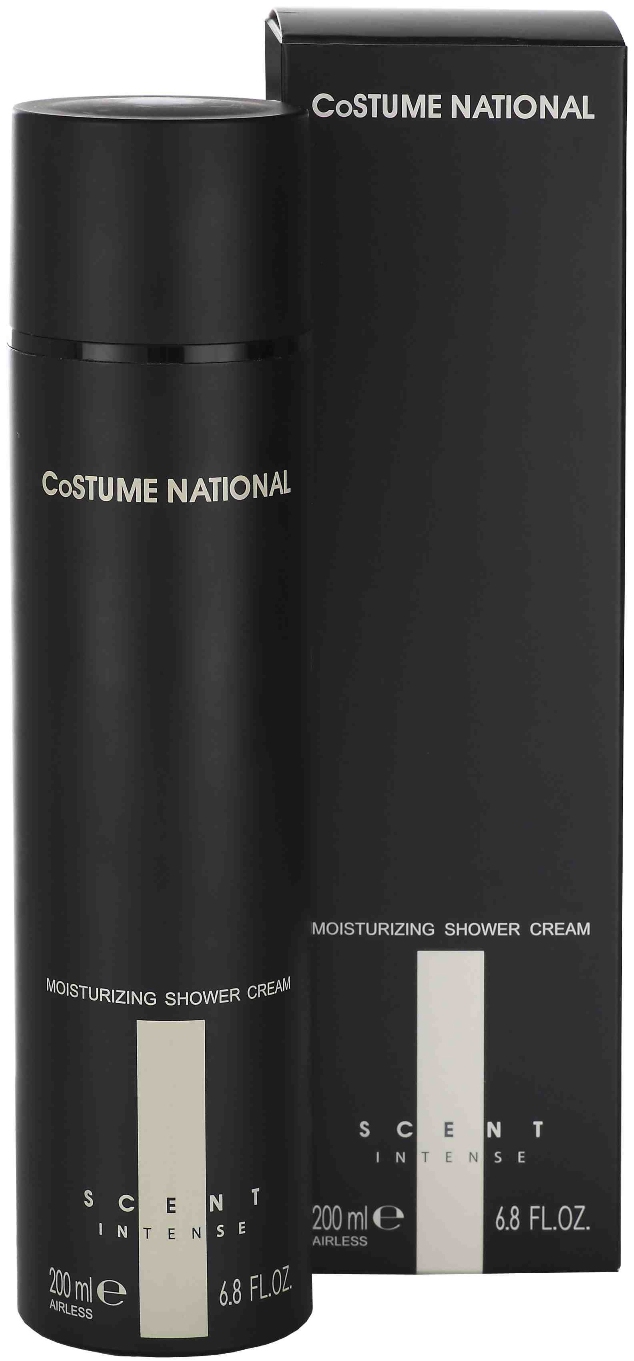 CoSTUME NATIONAL
MOISTURIZING SHOWER CREAM
SCENT
INTENSE
200 ml e 6.8 FL.OZ.
AIRLESS
CoSTUME NATIONAL
MOISTURIZING SHOWER CREAM
SCENT
INTENSE
200 ml e 6.8 FL.OZ.
AIRLESS